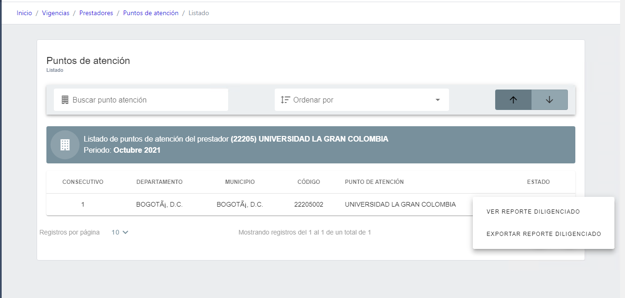 Inicio / Vigencias / Prestadores / Puntos de atención / Listado
Puntos de atención
Listado
Buscar punto atención
Ordenar por
Listado de puntos de atención del prestador (22205) UNIVERSIDAD LA GRAN COLOMBIA
Periodo: Octubre 2021
CONSECUTIVO DEPARTAMENTO MUNICIPIO CÓDIGO PUNTO DE ATENCIÓN ESTADO
1 BOGOTÃ¡, D.C. BOGOTÃ¡, D.C. 22205002 UNIVERSIDAD LA GRAN COLOMBIA
VER REPORTE DILIGENCIADO
EXPORTAR REPORTE DILIGENCIADO
Registros por página 10 Mostrando registros del 1 al 1 de un total de 1